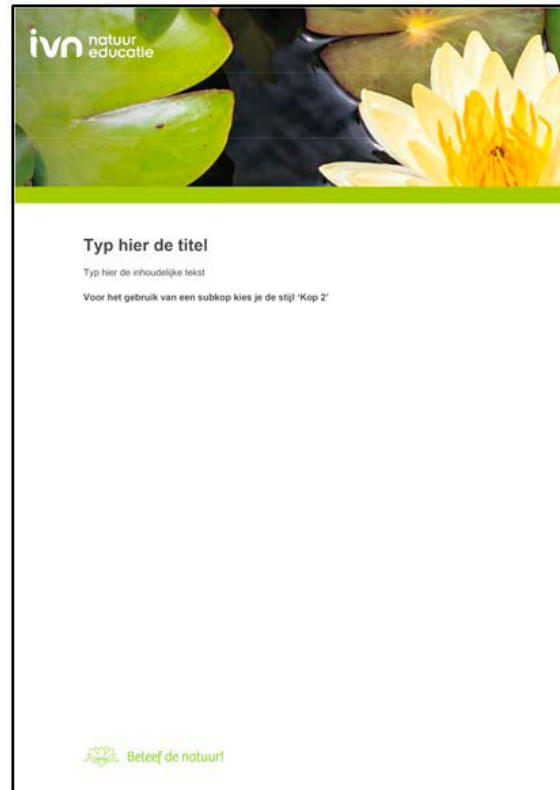 ivn natuur
educatie
Typ hier de titel
Typ hier de inhoudelijke tekst
Voor het gebruik van een subkop kies je de stijl ‘Kop 2’
Beleef de natuur!